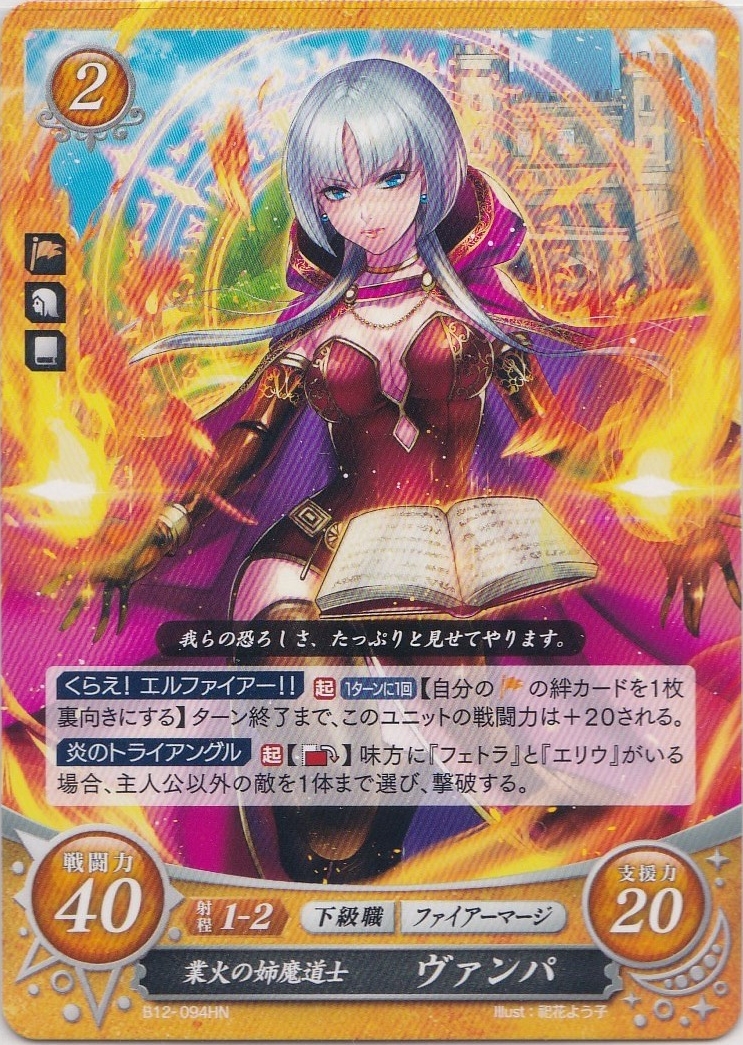 2
我らの恐ろしさ、たっぷりと見せてやります。
くらえ! エルファイアー!! 起 1ターンに1回【自分の の絆カードを1枚
裏向きにする】ターン終了まで、このユニットの戦闘力は+20される。
炎のトライアングル 起【 】味方に『フェトラ』と『エリウ』がいる
場合、主人公以外の敵を1体まで選び、撃破する。
戦闘力
40
射程 1-2
下級職
ファイアーマージ
支援力
20
業火の姉魔道士 ヴァンパ
B12-094HN
Illust:祀花よう子